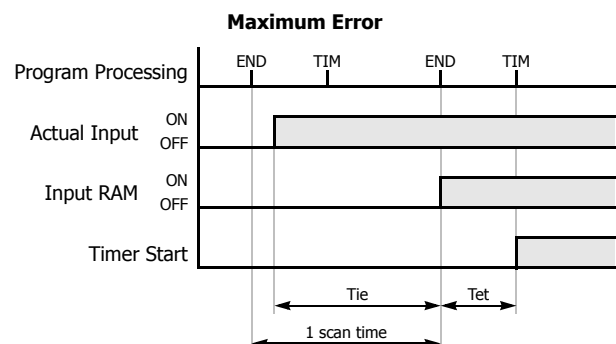 Maximum Error
END TIM END TIM
Program Processing
ON
Actual Input
OFF
ON
Input RAM
OFF
Timer Start
Tie Tet
1 scan time